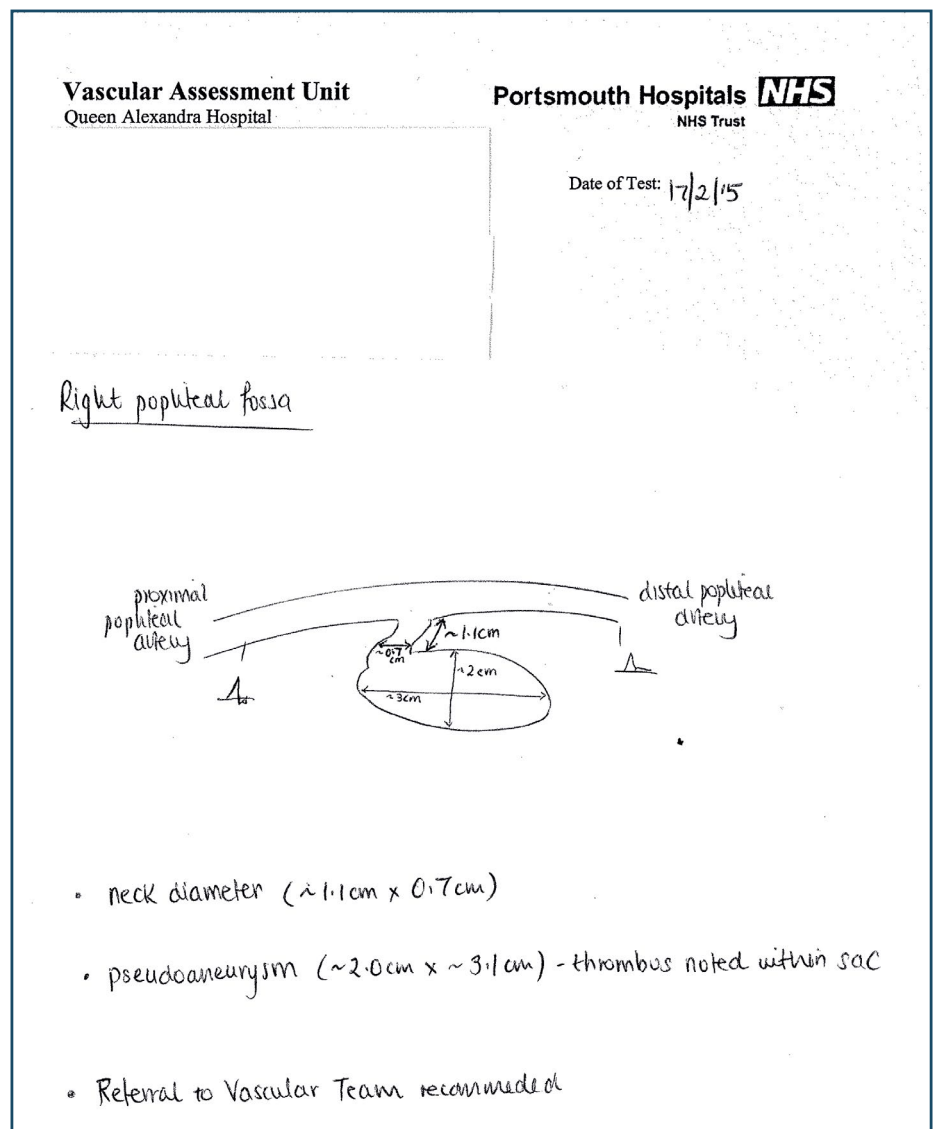 Vascular Assessment Unit
Queen Alexandra Hospital
Portsmouth Hospitals NHS
NHS Trust
Date of Test: 17/2/15
Right popliteal fossa
proximal
popliteal
artery
distal popliteal
artery
~1.1cm
~0.7
cm
~2cm
~3cm
• neck diameter (~1.1cm x 0.7cm)
• pseudoaneurysm (~2.0cm x ~3.1cm) - thrombus noted within sac
• Referral to Vascular Team recommeded